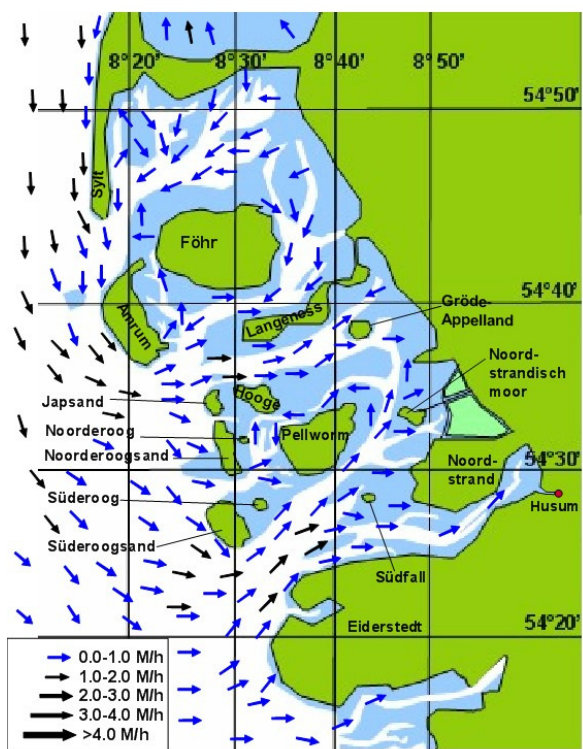 8°20' 8°30' 8°40' 8°50'
54°50'
Sylt
Föhr
54°40'
Amrum
Langeness
Gröde-
Appelland
Noord-
strandisch
moor
Japsand
Hooge
Noorderoog
Pellworm
Noorderoogsand
54°30'
Noord-
strand
Süderoog
Husum
Süderoogsand
Südfall
54°20'
Eiderstedt
0.0-1.0 M/h
1.0-2.0 M/h
2.0-3.0 M/h
3.0-4.0 M/h
>4.0 M/h